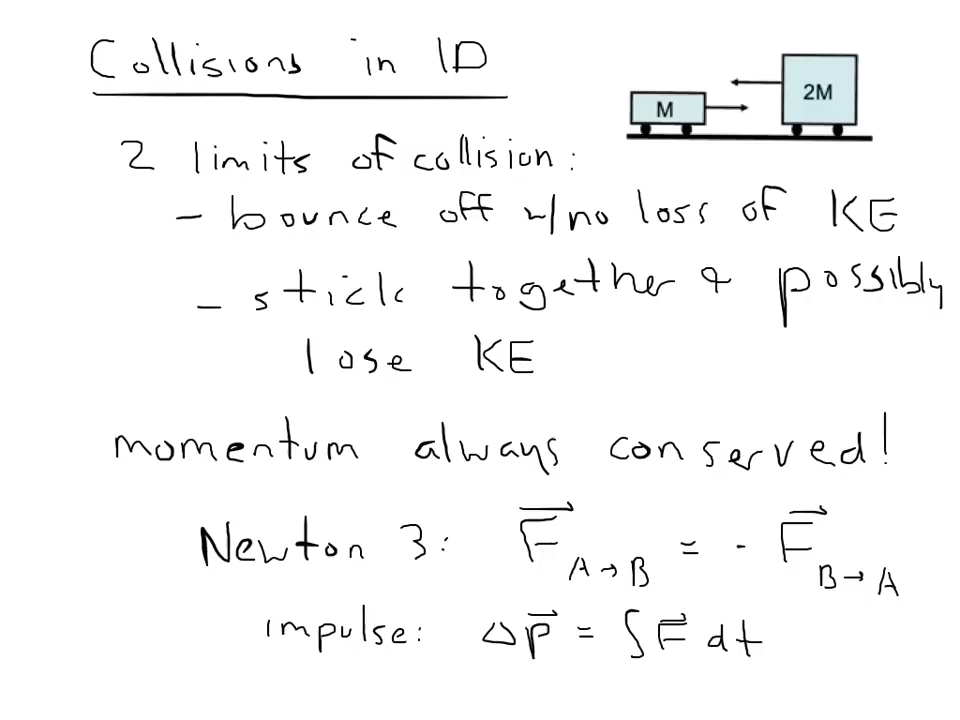 Collisions in 1D
M
2M
2 limits of collision:
- bounce off w/no loss of KE
- stick together & possibly
lose KE
momentum always conserved!
Newton 3: F⃗ A→B = - F⃗ B→A
impulse: Δp⃗ = ∫F⃗ dt